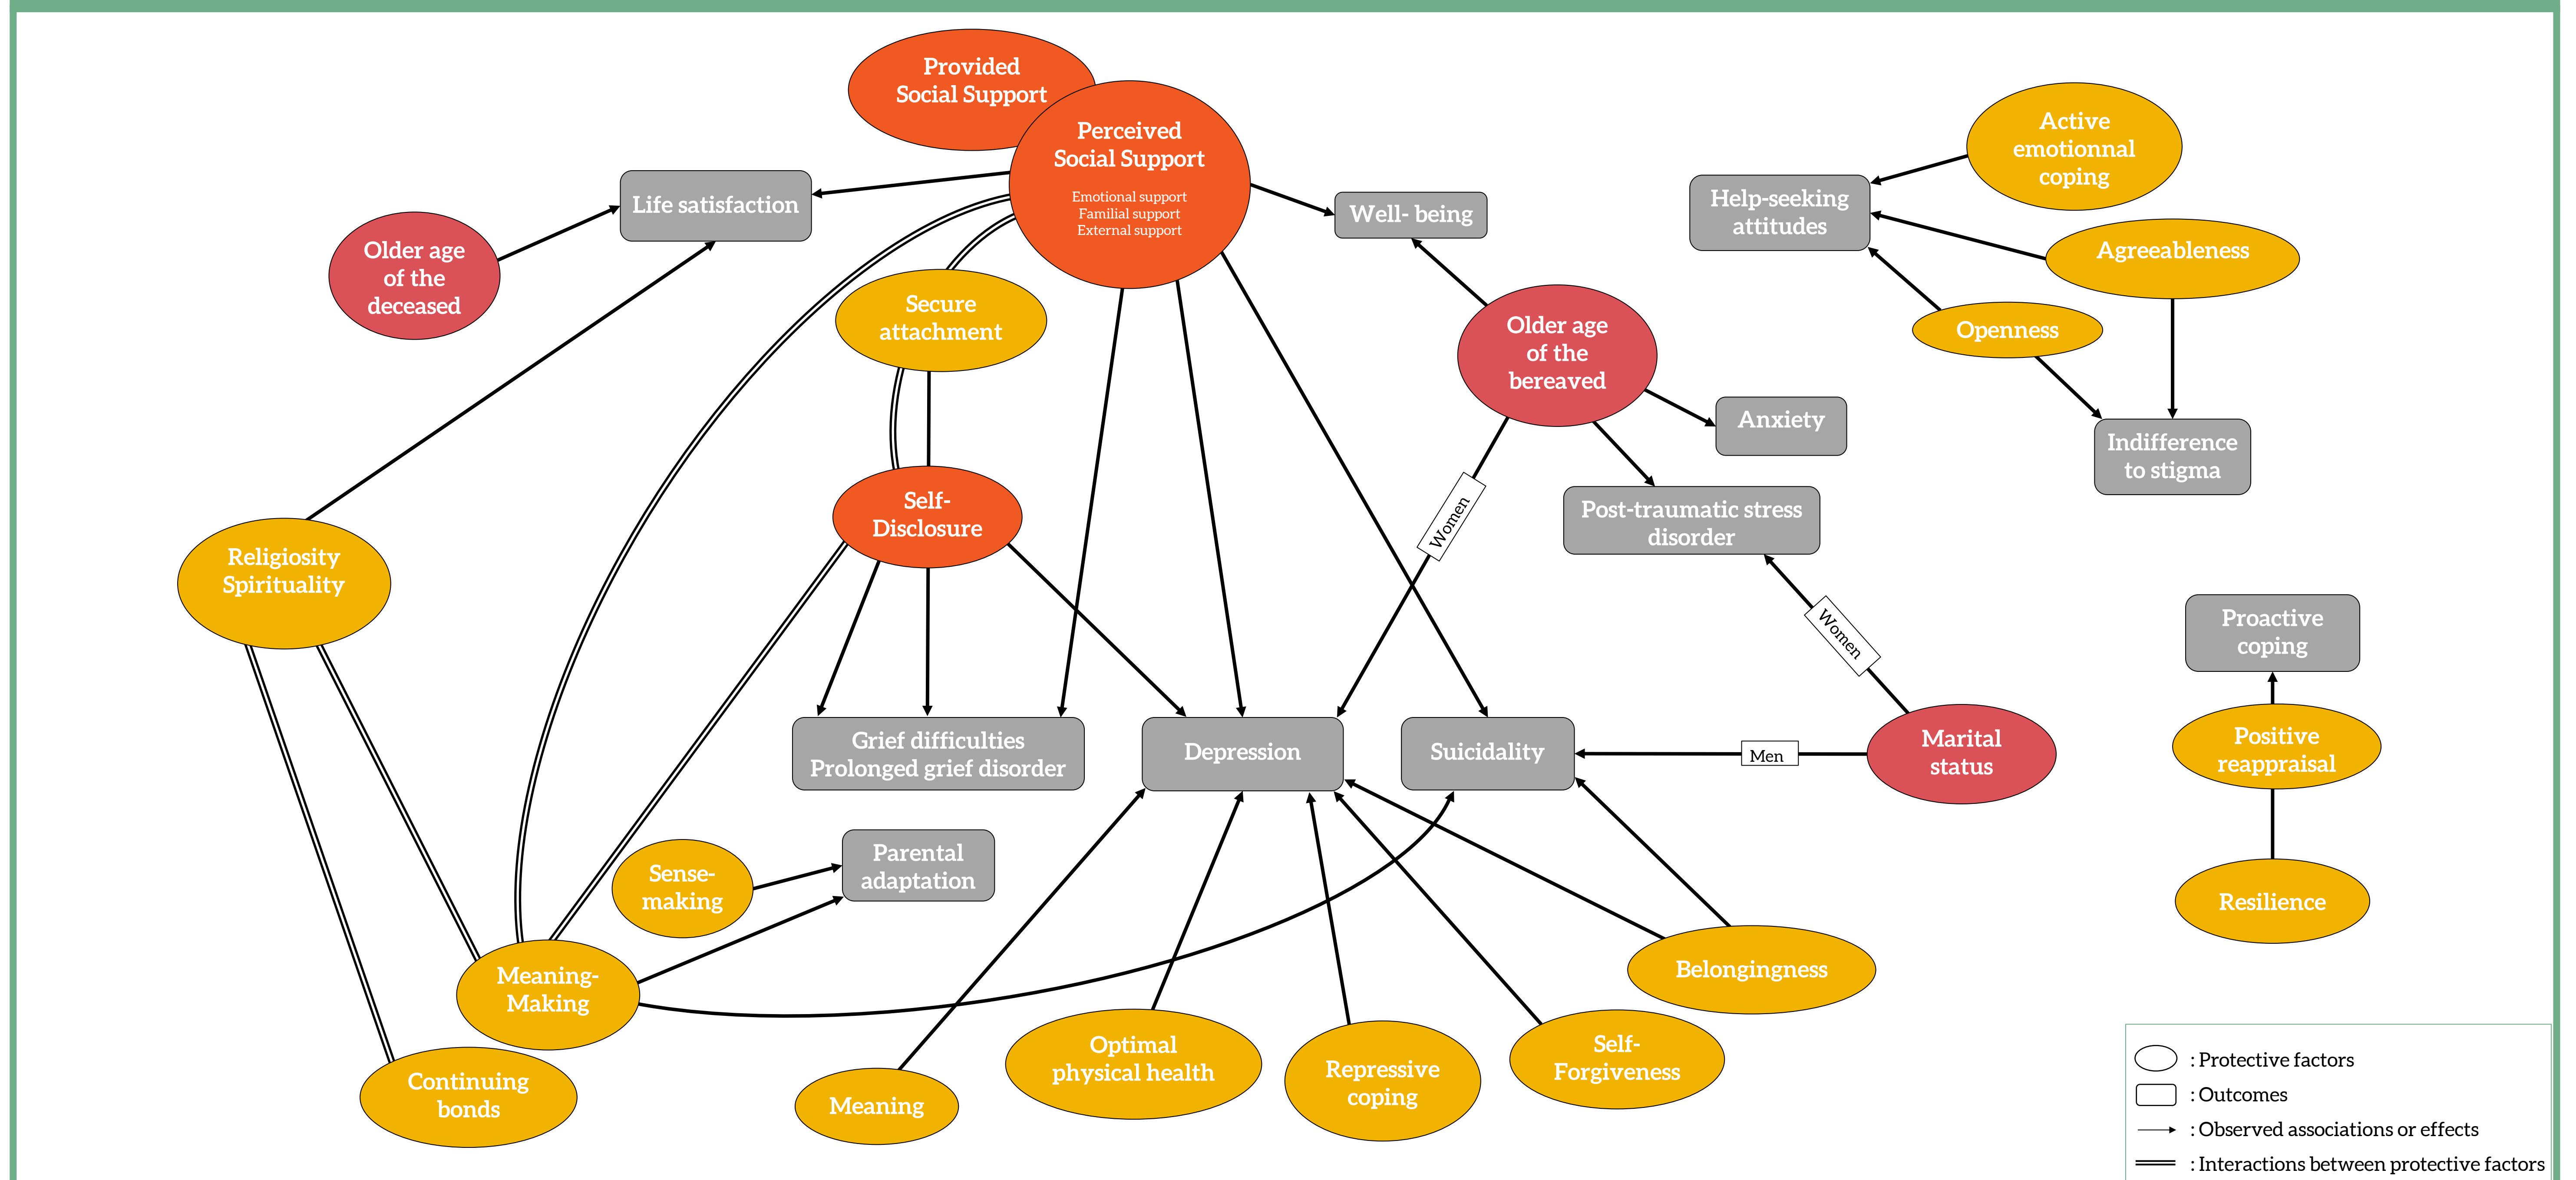 Provided
Social Support
Perceived
Social Support
Emotional support
Familial support
External support
Active
emotionnal
coping
Life satisfaction
Well- being
Help-seeking
attitudes
Older age
of the
deceased
Agreeableness
Secure
attachment
Older age
of the
bereaved
Openness
Anxiety
Indifference
to stigma
Women
Self-
Disclosure
Post-traumatic stress
disorder
Religiosity
Spirituality
Women
Proactive
coping
Grief difficulties
Prolonged grief disorder
Depression
Suicidality
Men
Marital
status
Positive
reappraisal
Sense-
making
Parental
adaptation
Resilience
Meaning-
Making
Belongingness
Continuing
bonds
Meaning
Optimal
physical health
Repressive
coping
Self-
Forgiveness
: Protective factors
: Outcomes
: Observed associations or effects
: Interactions between protective factors